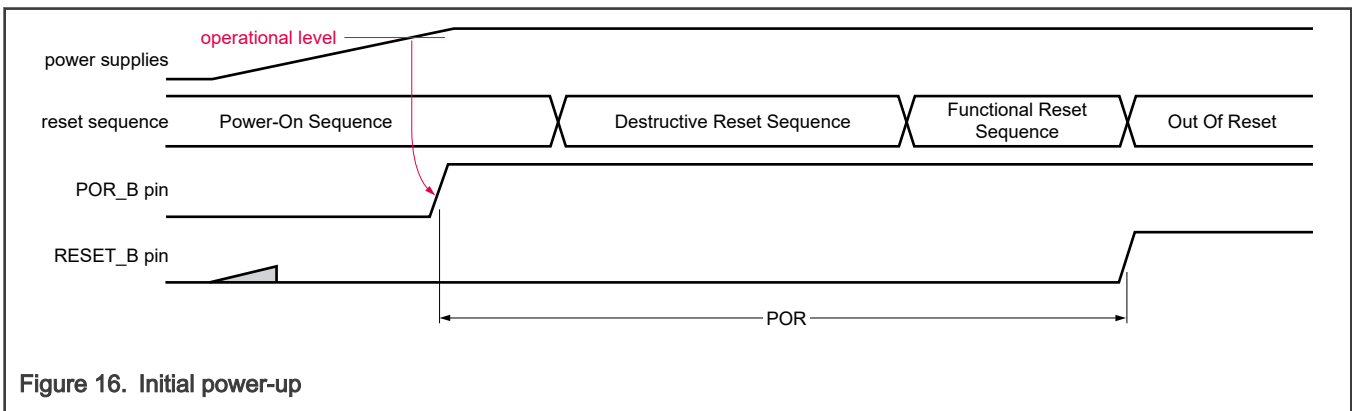 operational level
power supplies
reset sequence
Power-On Sequence
Destructive Reset Sequence
Functional Reset
Sequence
Out Of Reset
POR_B pin
RESET_B pin
POR
Figure 16. Initial power-up